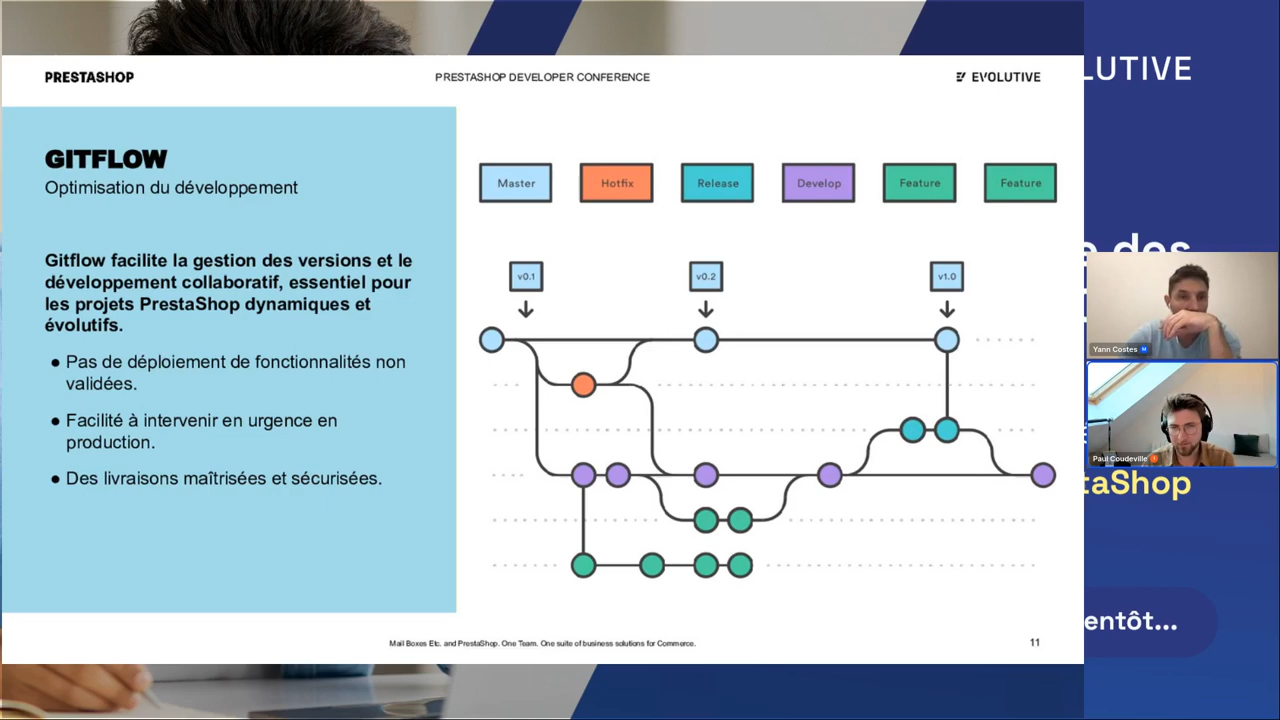 PRESTASHOP
PRESTASHOP DEVELOPER CONFERENCE
EVOLUTIVE
GITFLOW
Optimisation du développement
Gitflow facilite la gestion des versions et le
développement collaboratif, essentiel pour
les projets PrestaShop dynamiques et
évolutifs.
● Pas de déploiement de fonctionnalités non
validées.
● Facilité à intervenir en urgence en
production.
● Des livraisons maîtrisées et sécurisées.
Master
Hotfix
Release
Develop
Feature
Feature
v0.1
v0.2
v1.0
Mail Boxes Etc. and PrestaShop. One Team. One suite of business solutions for Commerce.
11
LUTIVE
des
Yann Costes
Paul Coudeville
taShop
entôt...